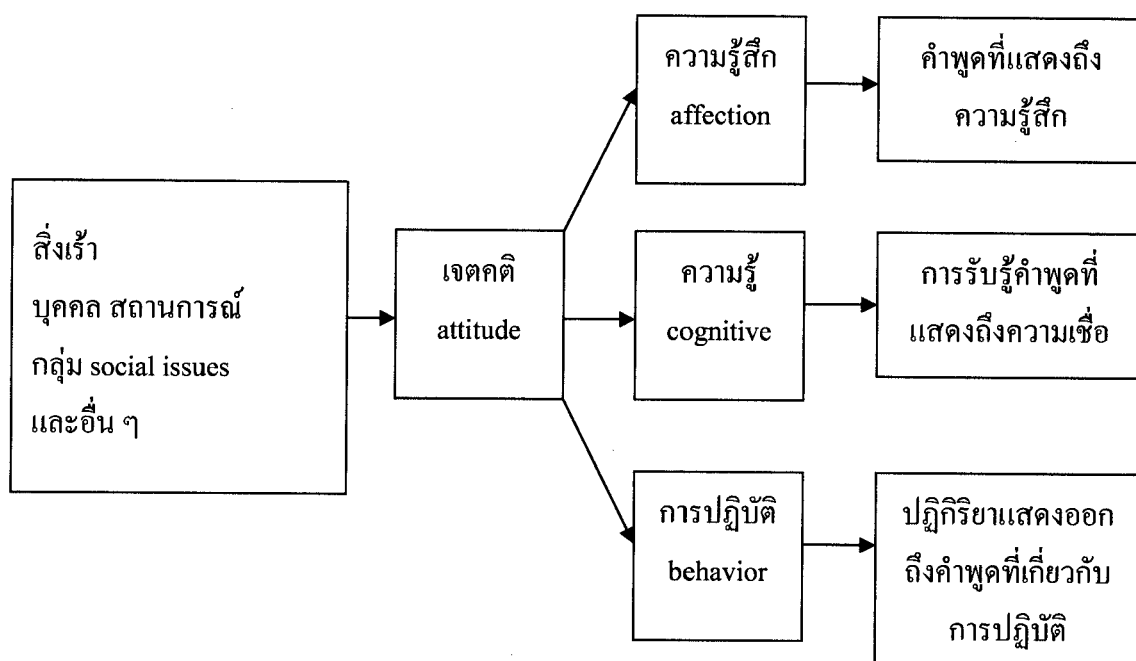 สิ่งเร้า
บุคคล สถานการณ์
กลุ่ม social issues
และอื่น ๆ
เจตคติ
attitude
ความรู้สึก
affection
คำพูดที่แสดงถึง
ความรู้สึก
ความรู้
cognitive
การรับรู้คำพูดที่
แสดงถึงความเชื่อ
การปฏิบัติ
behavior
ปฏิกิริยาแสดงออก
ถึงคำพูดที่เกี่ยวกับ
การปฏิบัติ